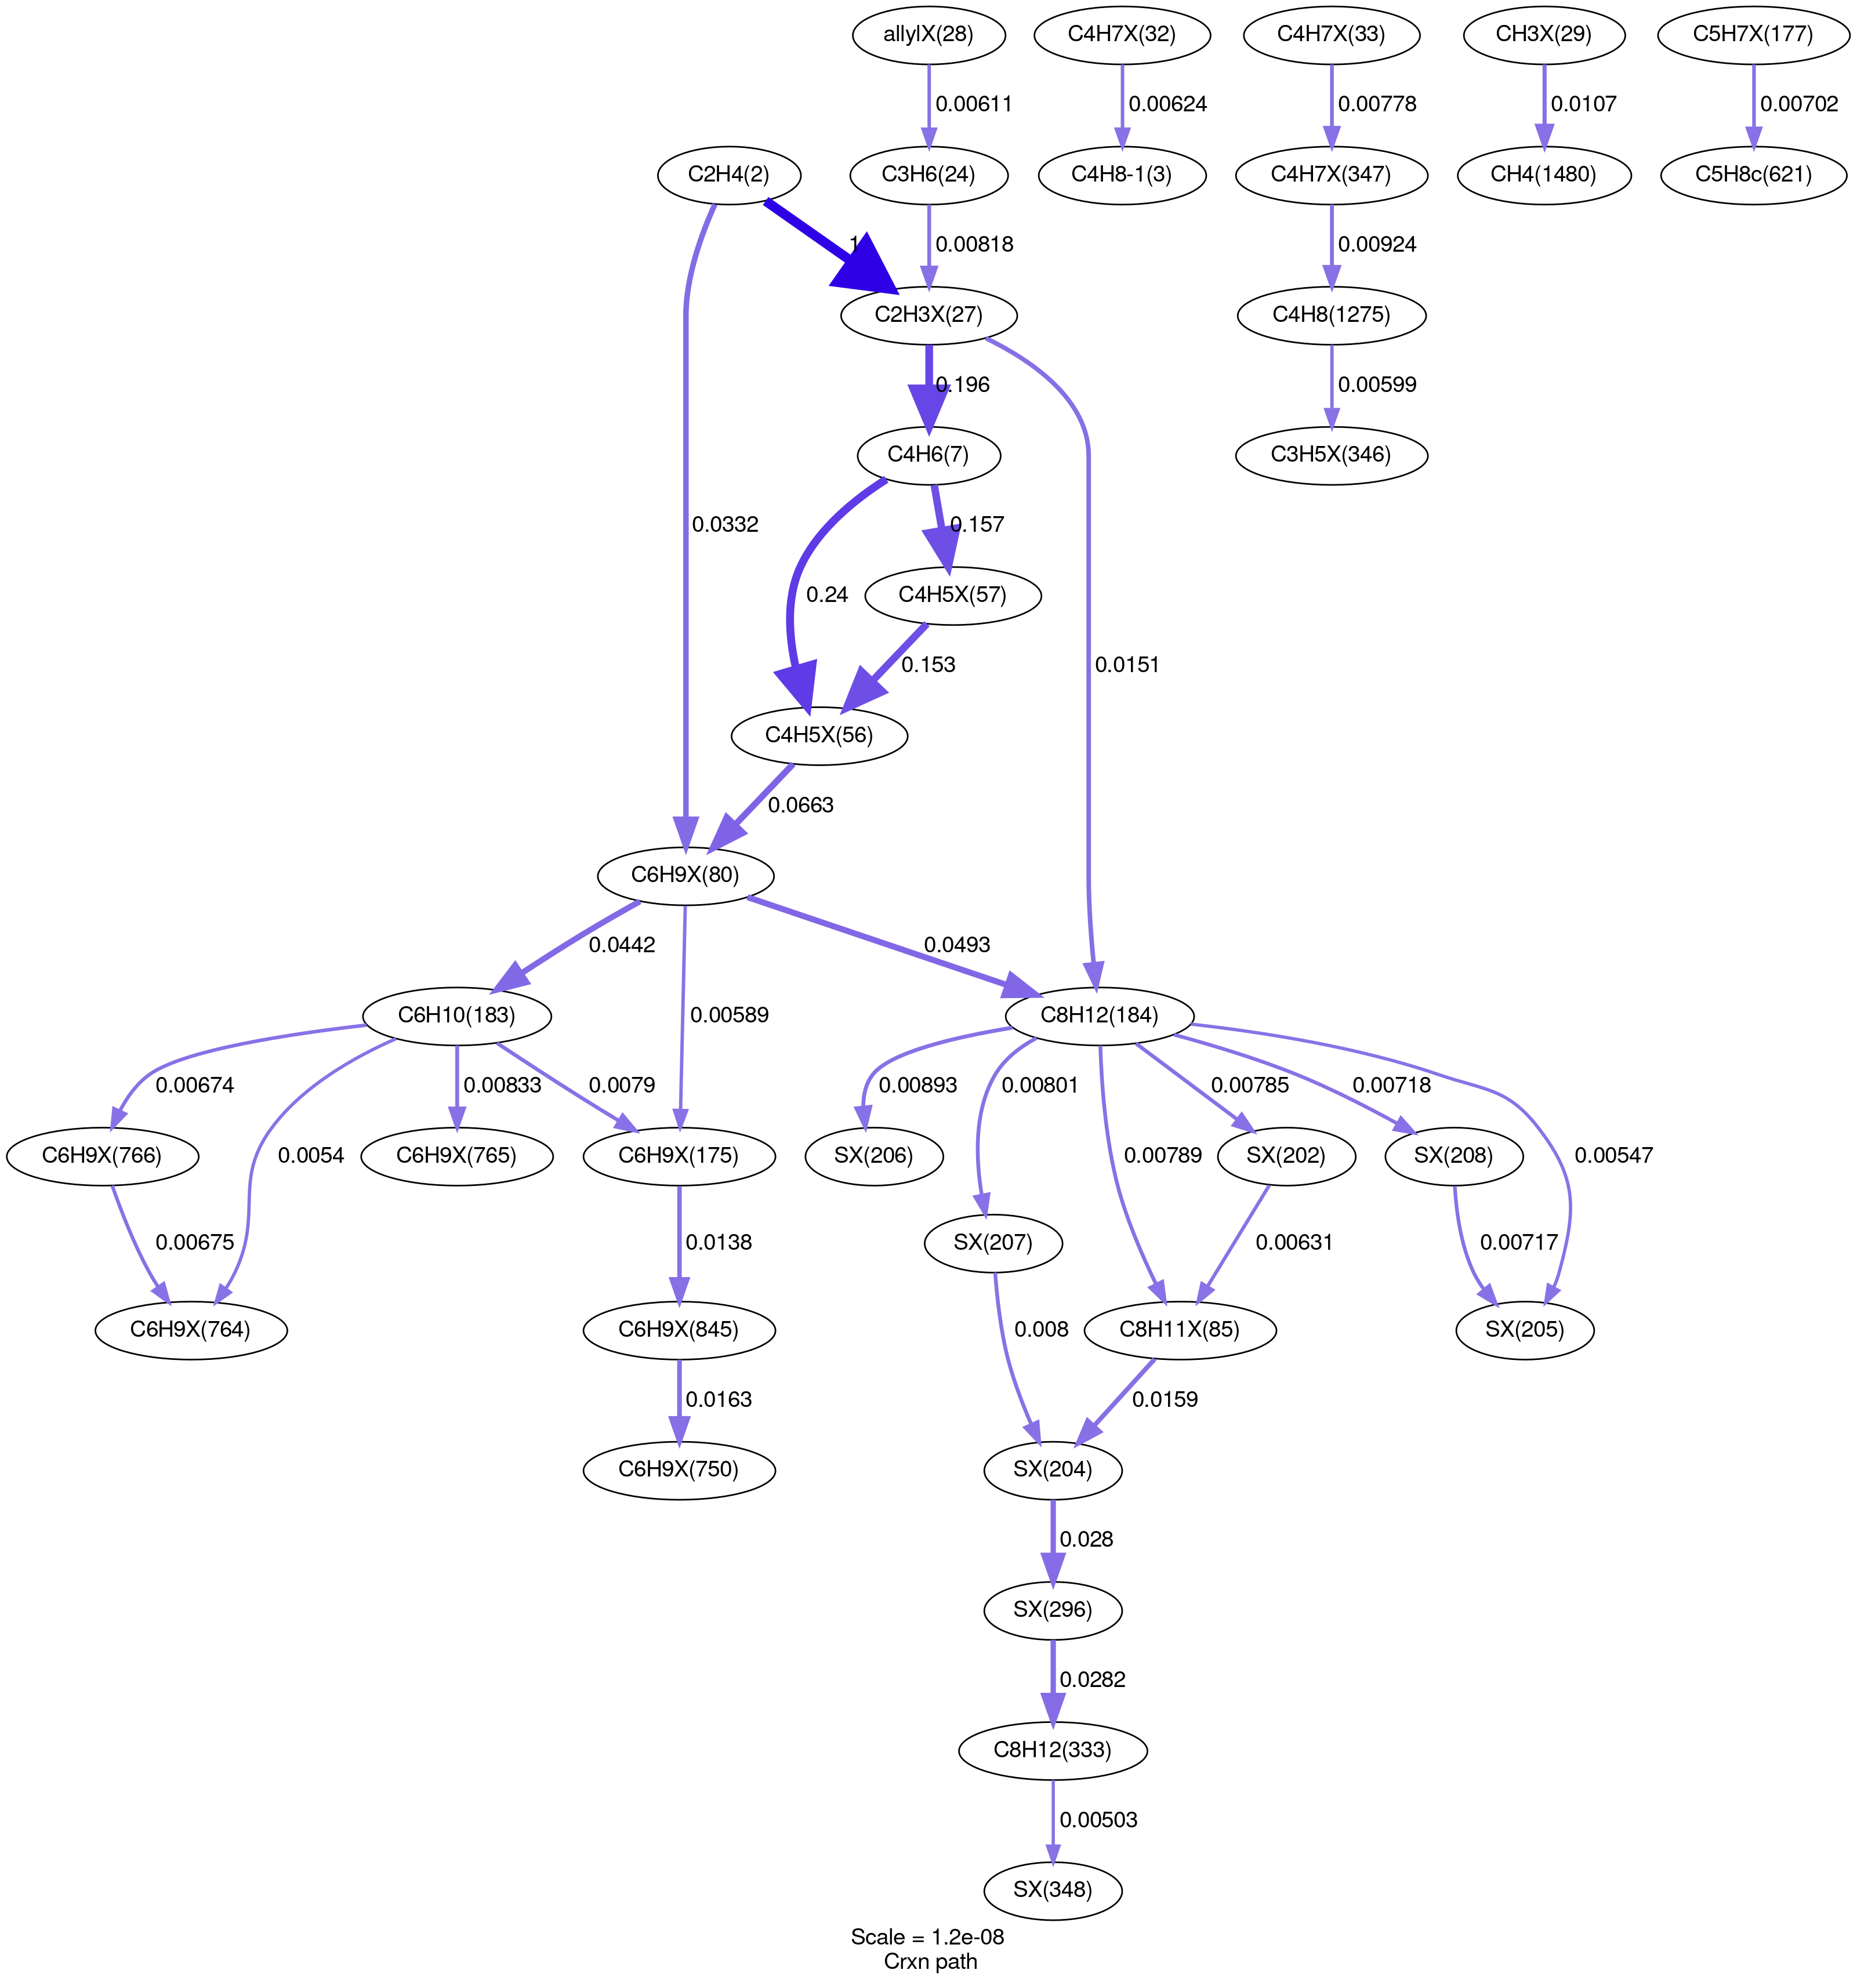 allylX(28)
C4H7X(32)
C4H7X(33)
CH3X(29)
C5H7X(177)
0.00611
0.00624
0.00778
0.0107
0.00702
C2H4(2)
C3H6(24)
C4H8-1(3)
C4H7X(347)
CH4(1480)
C5H8c(621)
1
0.00818
0.00924
C2H3X(27)
C4H8(1275)
0.196
0.00599
C4H6(7)
C3H5X(346)
0.0332
0.157
0.24
C4H5X(57)
0.153
0.0151
C4H5X(56)
0.0663
C6H9X(80)
0.0442
0.0493
0.00589
C6H10(183)
C8H12(184)
0.00674
0.00833
0.0079
0.00893
0.00801
0.00789
0.00785
0.00718
0.00547
0.0054
C6H9X(766)
C6H9X(765)
C6H9X(175)
SX(206)
SX(202)
SX(208)
0.00675
0.0138
SX(207)
0.00631
0.00717
C6H9X(764)
C6H9X(845)
0.008
C8H11X(85)
SX(205)
0.0163
0.0159
C6H9X(750)
SX(204)
0.028
SX(296)
0.0282
C8H12(333)
0.00503
SX(348)
Scale = 1.2e-08
Crxn path